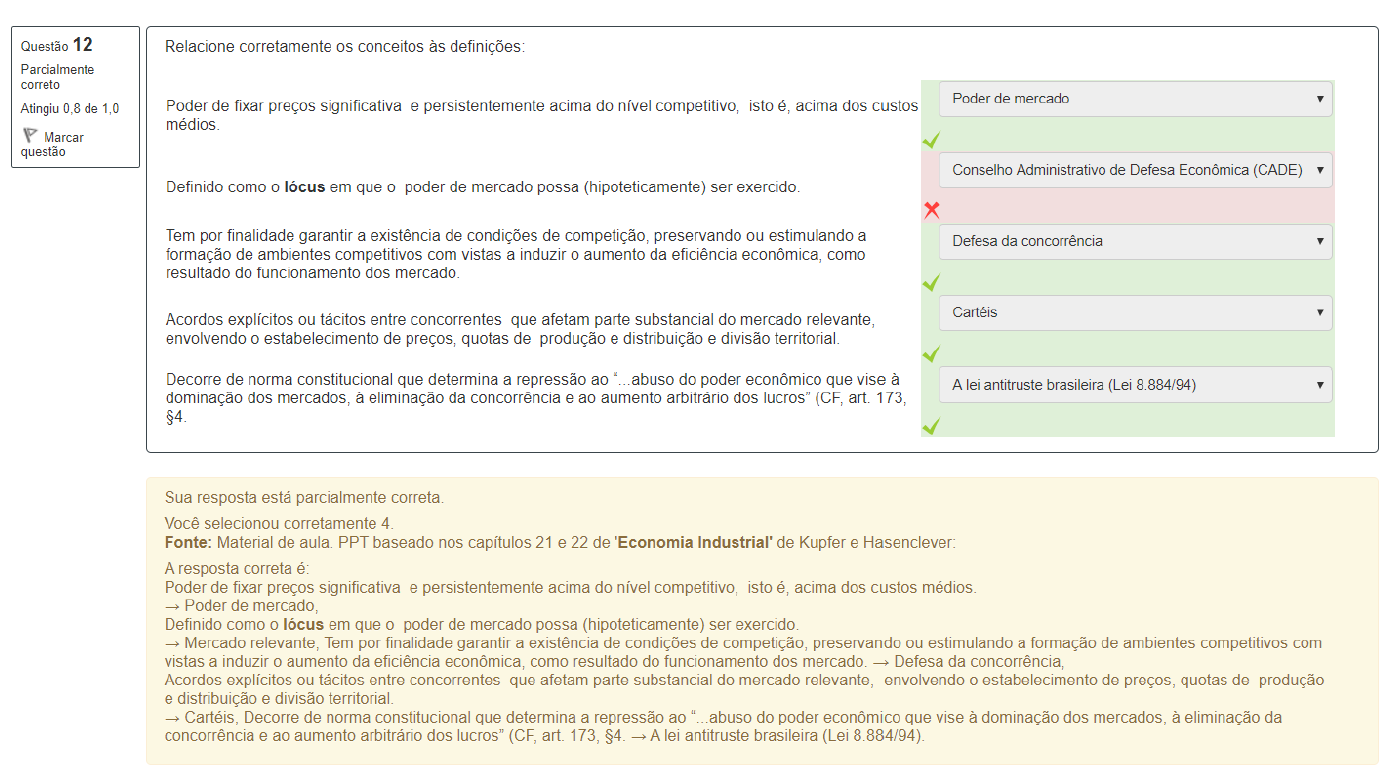 Questão 12
Parcialmente
correto
Atingiu 0,8 de 1,0
Marcar
questão
Relacione corretamente os conceitos às definições:
Poder de fixar preços significativa e persistentemente acima do nível competitivo, isto é, acima dos custos
médios.
Poder de mercado
Definido como o lócus em que o poder de mercado possa (hipoteticamente) ser exercido.
Conselho Administrativo de Defesa Econômica (CADE)
Tem por finalidade garantir a existência de condições de competição, preservando ou estimulando a
formação de ambientes competitivos com vistas a induzir o aumento da eficiência econômica, como
resultado do funcionamento dos mercado.
Defesa da concorrência
Acordos explícitos ou tácitos entre concorrentes que afetam parte substancial do mercado relevante,
envolvendo o estabelecimento de preços, quotas de produção e distribuição e divisão territorial.
Cartéis
Decorre de norma constitucional que determina a repressão ao “...abuso do poder econômico que vise à
dominação dos mercados, à eliminação da concorrência e ao aumento arbitrário dos lucros” (CF, art. 173,
§4.
A lei antitruste brasileira (Lei 8.884/94)
Sua resposta está parcialmente correta.
Você selecionou corretamente 4.
Fonte: Material de aula. PPT baseado nos capítulos 21 e 22 de 'Economia Industrial' de Kupfer e Hasenclever:
A resposta correta é:
Poder de fixar preços significativa e persistentemente acima do nível competitivo, isto é, acima dos custos médios.
→ Poder de mercado,
Definido como o lócus em que o poder de mercado possa (hipoteticamente) ser exercido.
→ Mercado relevante, Tem por finalidade garantir a existência de condições de competição, preservando ou estimulando a formação de ambientes competitivos com
vistas a induzir o aumento da eficiência econômica, como resultado do funcionamento dos mercado. → Defesa da concorrência,
Acordos explícitos ou tácitos entre concorrentes que afetam parte substancial do mercado relevante, envolvendo o estabelecimento de preços, quotas de produção
e distribuição e divisão territorial.
→ Cartéis, Decorre de norma constitucional que determina a repressão ao “...abuso do poder econômico que vise à dominação dos mercados, à eliminação da
concorrência e ao aumento arbitrário dos lucros” (CF, art. 173, §4. → A lei antitruste brasileira (Lei 8.884/94).